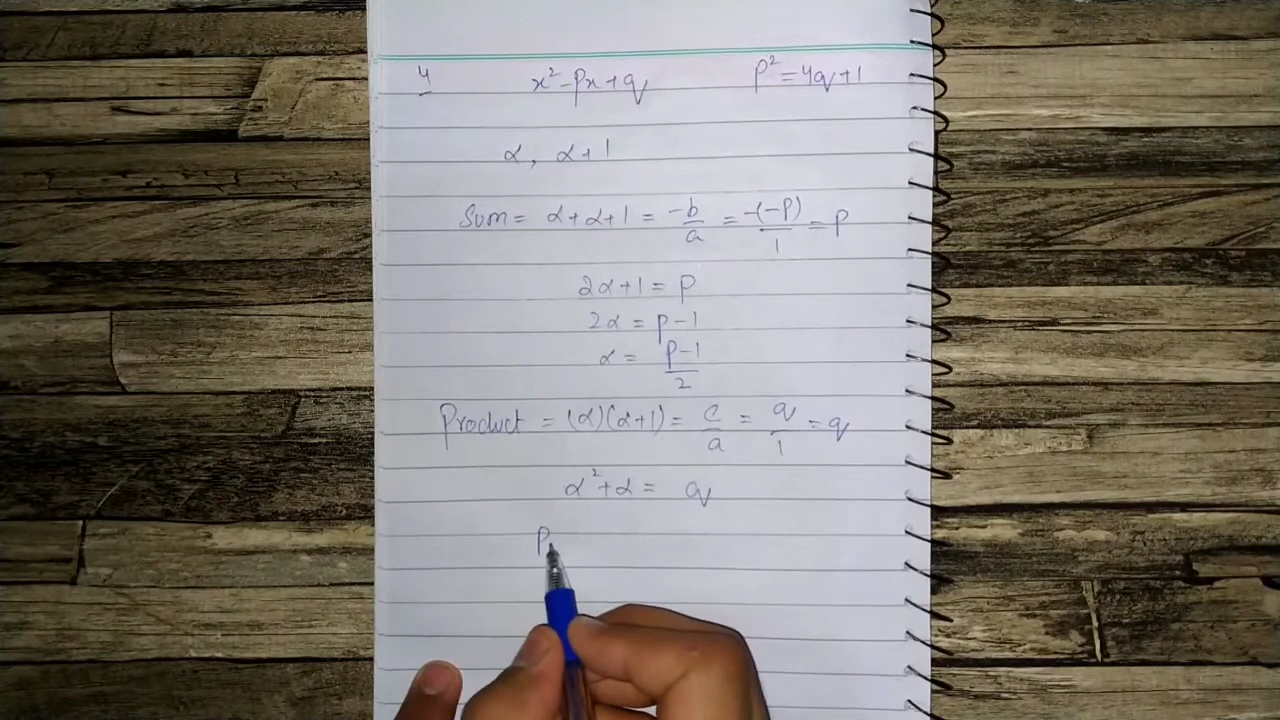 4 x² - px + q p² = 4q + 1
α, α + 1
Sum = α + α + 1 = -b/a = -(-p)/1 = p
2α + 1 = p
2α = p - 1
α = p - 1/2
Product = (α)(α + 1) = c/a = q/1 = q
α² + α = q
P